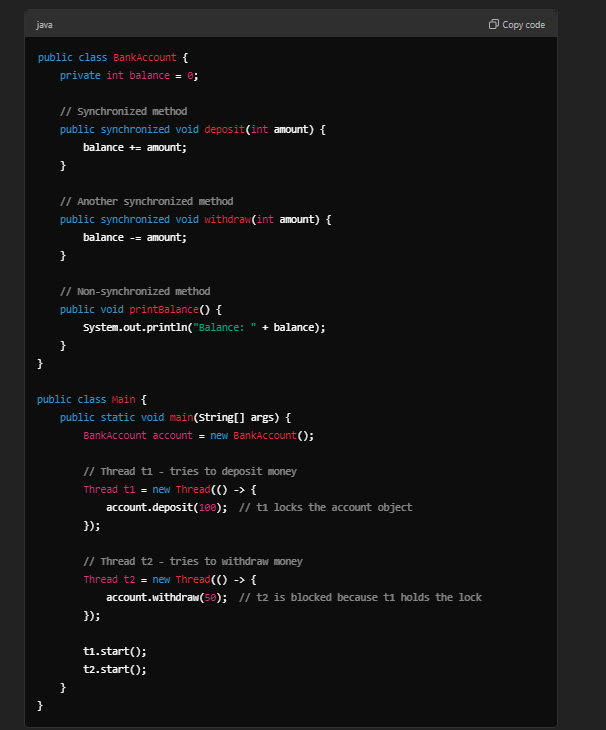 java
Copy code
public class BankAccount {
    private int balance = 0;

    // Synchronized method
    public synchronized void deposit(int amount) {
        balance += amount;
    }

    // Another synchronized method
    public synchronized void withdraw(int amount) {
        balance -= amount;
    }

    // Non-synchronized method
    public void printBalance() {
        System.out.println("Balance: " + balance);
    }
}

public class Main {
    public static void main(String[] args) {
        BankAccount account = new BankAccount();

        // Thread t1 - tries to deposit money
        Thread t1 = new Thread(() -> {
            account.deposit(100);  // t1 locks the account object
        });

        // Thread t2 - tries to withdraw money
        Thread t2 = new Thread(() -> {
            account.withdraw(50);  // t2 is blocked because t1 holds the lock
        });

        t1.start();
        t2.start();
    }
}